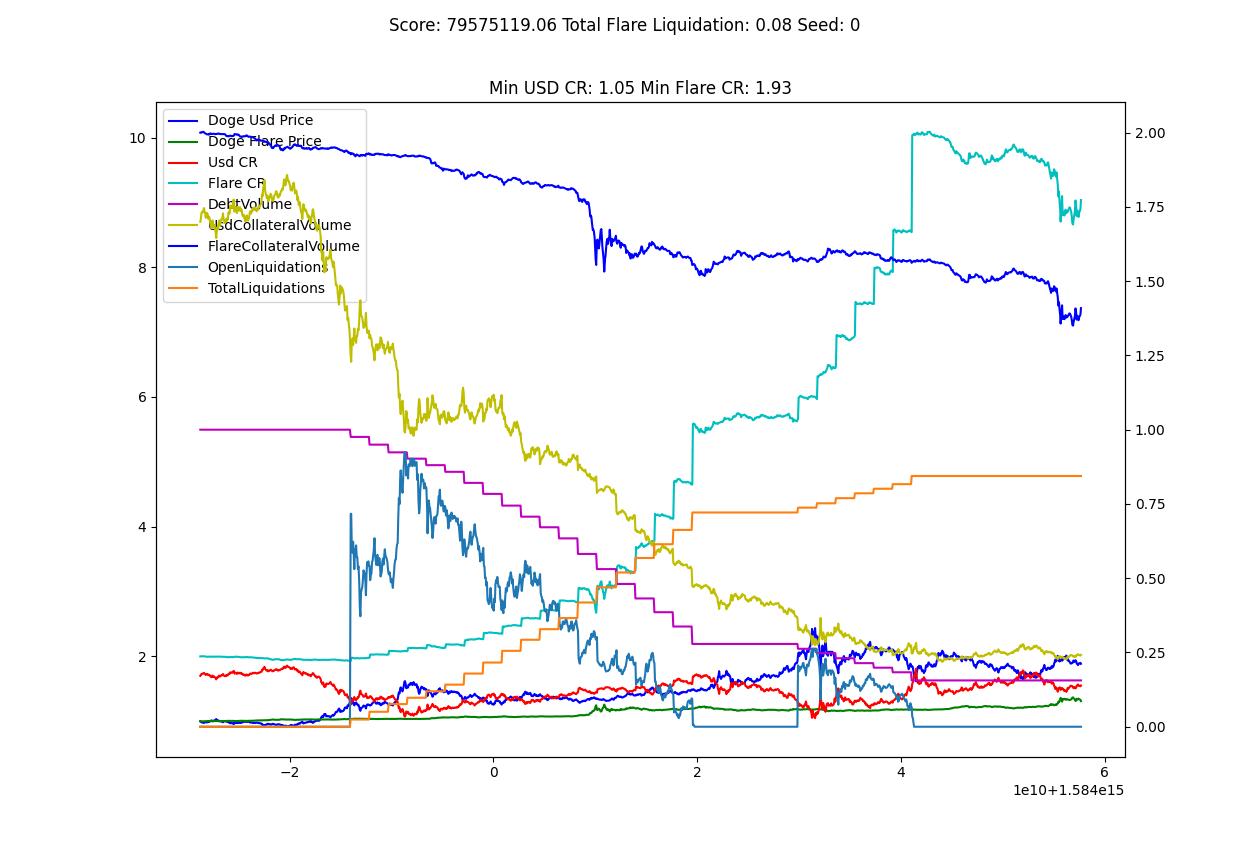 Score: 79575119.06 Total Flare Liquidation: 0.08 Seed: 0
Min USD CR: 1.05 Min Flare CR: 1.93
Doge Usd Price
Doge Flare Price
Usd CR
Flare CR
DebtVolume
UsdCollateralVolume
FlareCollateralVolume
OpenLiquidations
TotalLiquidations
10
8
6
4
2
2.00
1.75
1.50
1.25
1.00
0.75
0.50
0.25
0.00
−2 0 2 4 6
1e10+1.584e15